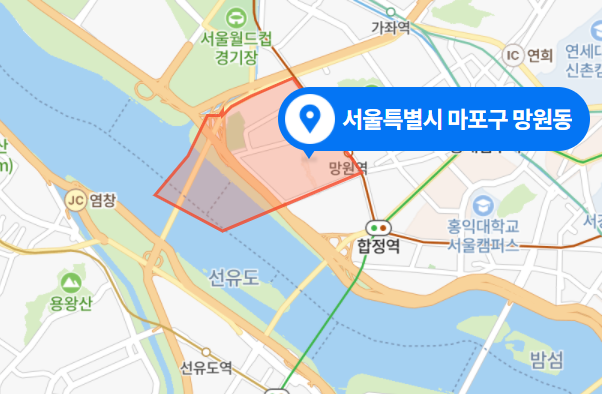 가좌역
서울월드컵
경기장
IC 연희
연세대
신촌캠
서울특별시 마포구 망원동
망원역
JC 염창
홍익대학교
서울캠퍼스
합정역
선유도
용왕산
선유도역
밤섬